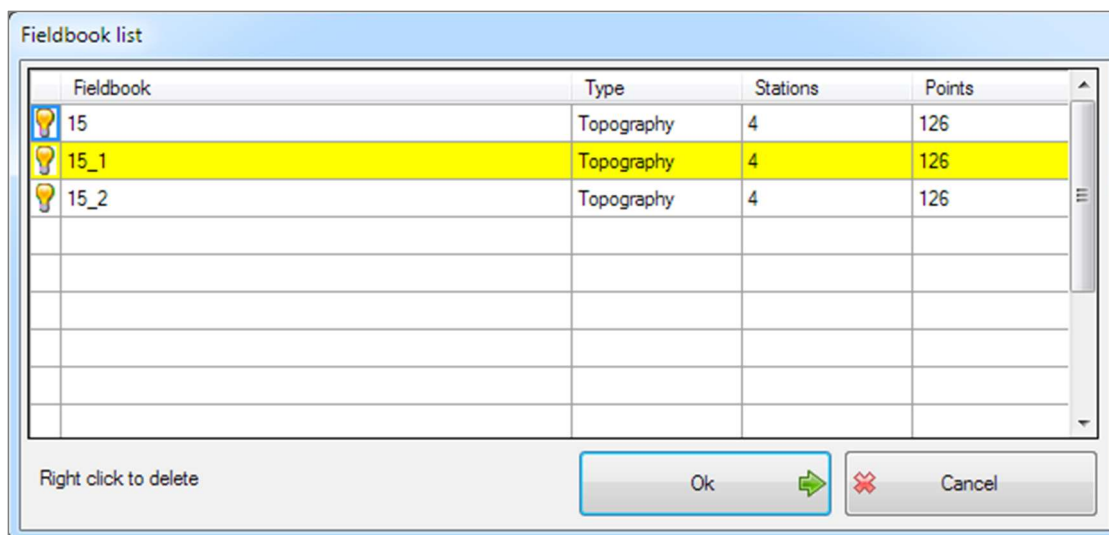 Fieldbook list
Fieldbook Type Stations Points
15 Topography 4 126
15_1 Topography 4 126
15_2 Topography 4 126
Right click to delete Ok Cancel